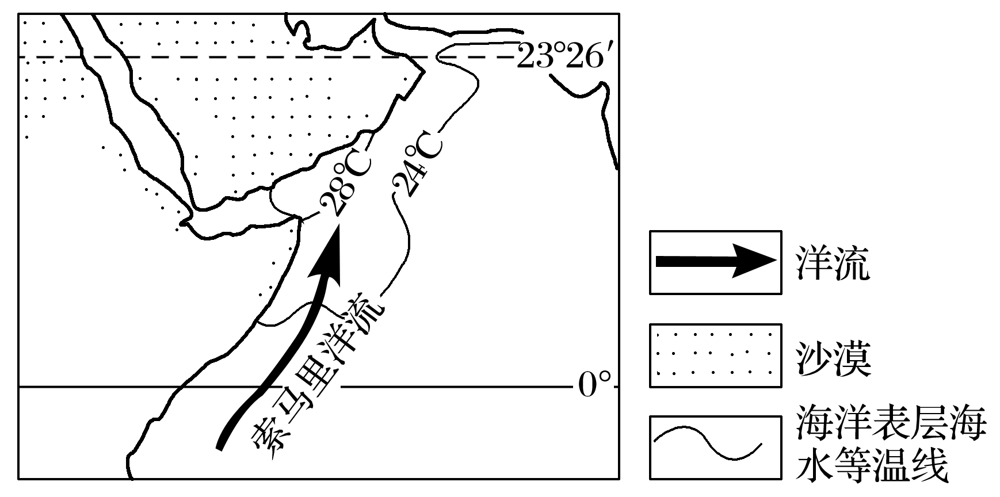 23°26′
28℃
24℃
索马里洋流
0°
洋流
沙漠
海洋表层海
水等温线